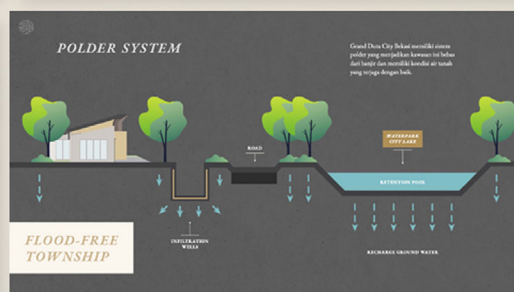 POLDER SYSTEM
Grand Duta City Bekasi memiliki sistem
polder yang menjadikan kawasan ini bebas
dari banjir dan memiliki kondisi air tanah
yang terjaga dengan baik.
ROAD
WATERPARK
CITY LAKE
RETENTION POND
INFILTRATION
WELLS
RECHARGE GROUND WATER
FLOOD-FREE
TOWNSHIP